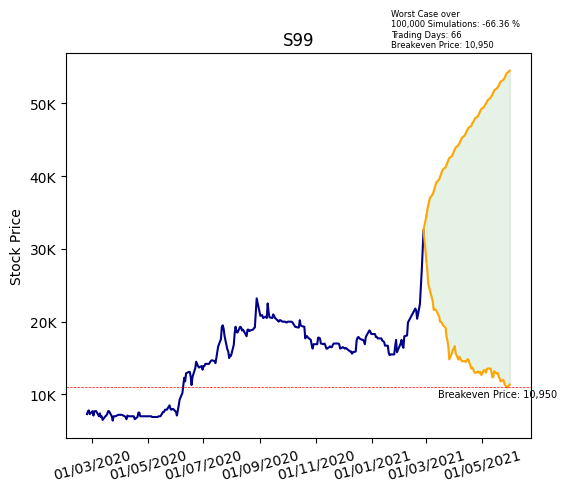 Worst Case over
100,000 Simulations: -66.36 %
Trading Days: 66
Breakeven Price: 10,950
S99
Stock Price
50K
40K
30K
20K
10K
Breakeven Price: 10,950
01/03/2020 01/05/2020 01/07/2020 01/09/2020 01/11/2020 01/01/2021 01/03/2021 01/05/2021